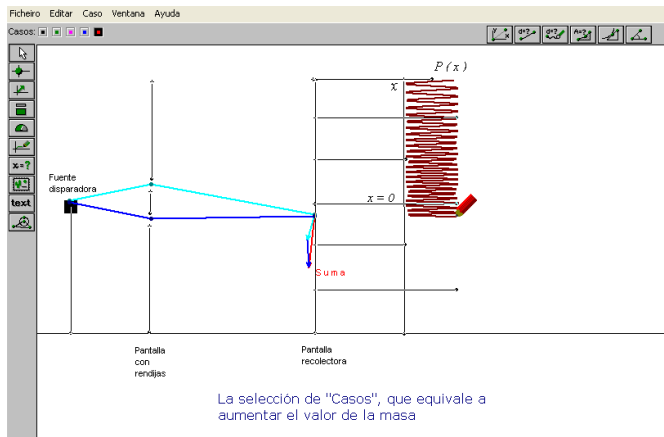 Ficheiro Editar Caso Ventana Ayuda
Casos:
d=?
d=?
A=?
x=?
text
P(x)
x
Fuente
disparadora
x = 0
Suma
Pantalla
con
rendijas
Pantalla
recolectora
La selección de "Casos", que equivale a
aumentar el valor de la masa